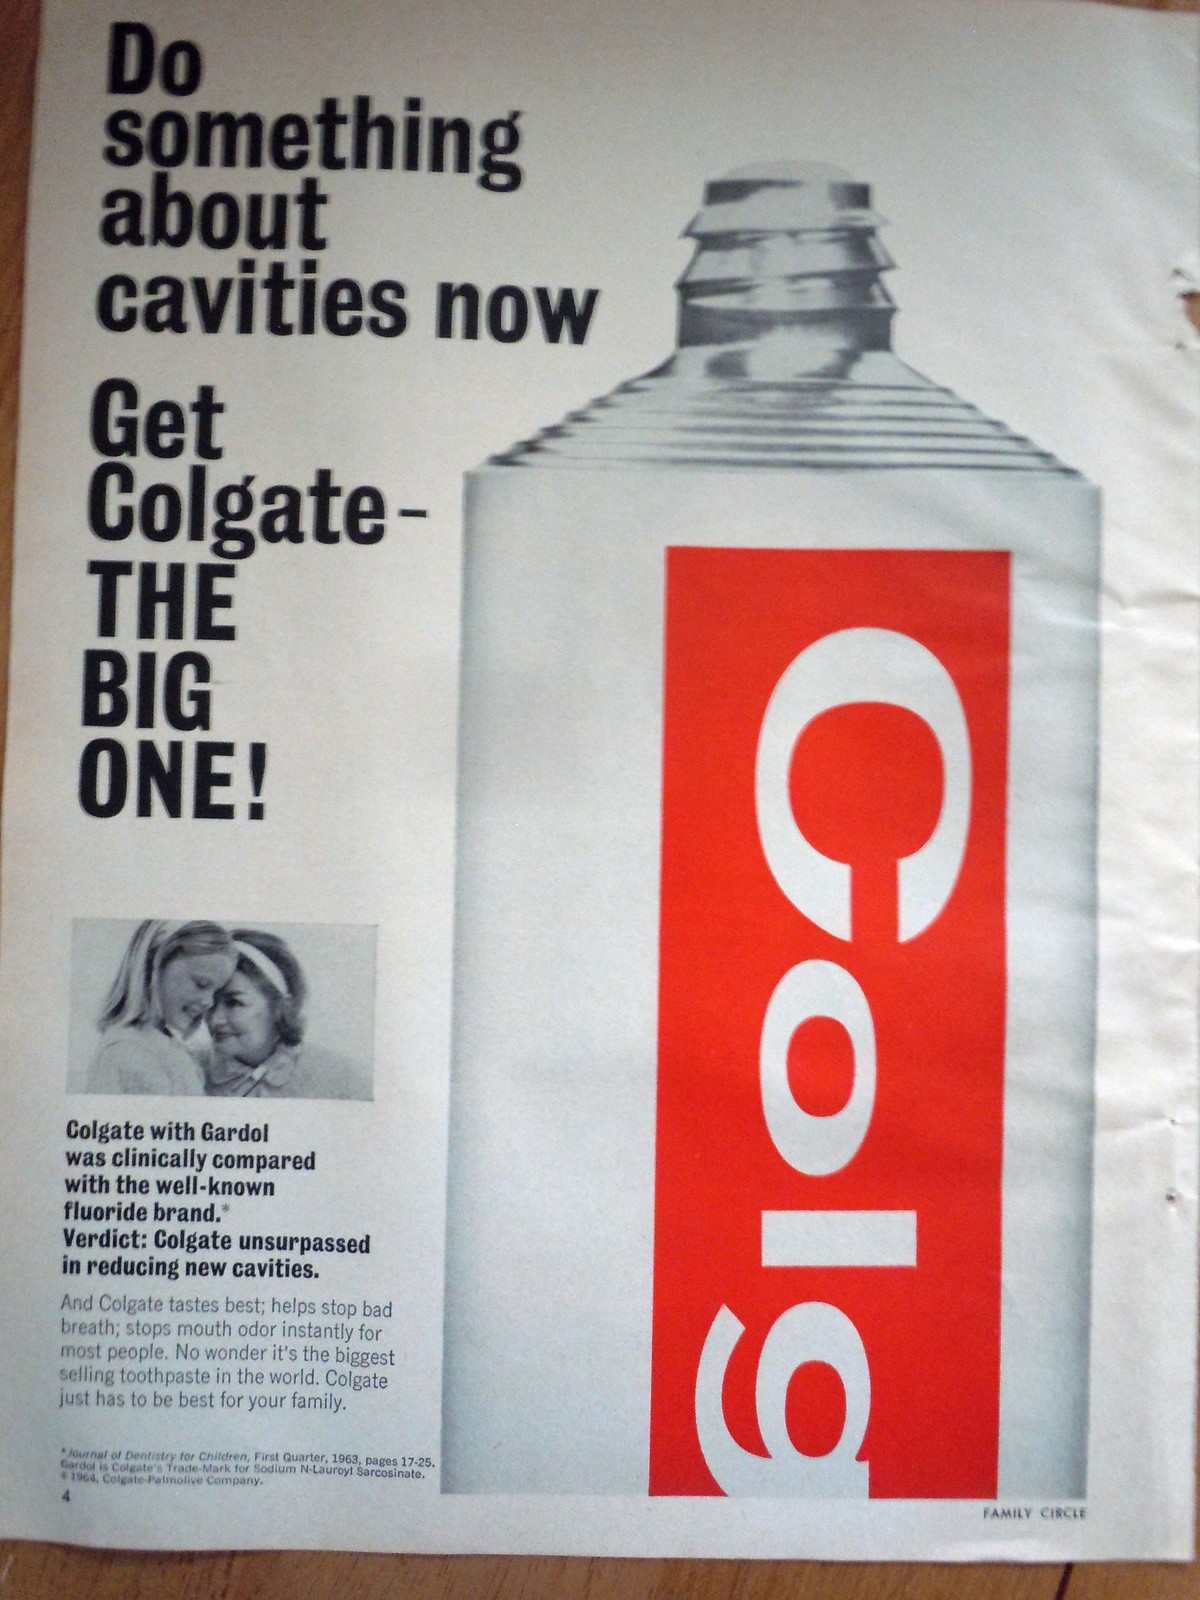 Do
something
about
cavities now
Get
Colgate-
THE
BIG
ONE!
Colgate with Gardol
was clinically compared
with the well-known
fluoride brand.*
Verdict: Colgate unsurpassed
in reducing new cavities.
And Colgate tastes best; helps stop bad
breath; stops mouth odor instantly for
most people. No wonder it's the biggest
selling toothpaste in the world. Colgate
just has to be best for your family.
*Journal of Dentistry for Children, First Quarter, 1963, pages 17-25.
Gardol is Colgate's Trade-Mark for Sodium N-Lauroyl Sarcosinate.
© 1964, Colgate-Palmolive Company.
4
Colg
FAMILY CIRCLE